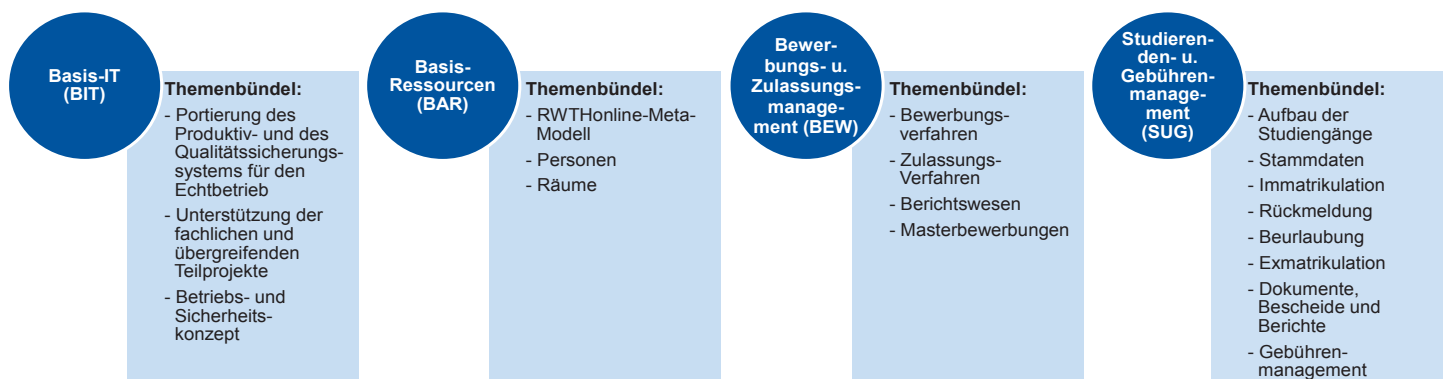 Basis-IT
(BIT)
Themenbündel:
- Portierung des
Produktiv- und des
Qualitätssicherungs-
systems für den
Echtbetrieb
- Unterstützung der
fachlichen und
übergreifenden
Teilprojekte
- Betriebs- und
Sicherheits-
konzept
Basis-
Ressourcen
(BAR)
Themenbündel:
- RWTHonline-Meta-
Modell
- Personen
- Räume
Bewer-
bungs- u.
Zulassungs-
manage-
ment (BEW)
Themenbündel:
- Bewerbungs-
verfahren
- Zulassungs-
Verfahren
- Berichtswesen
- Masterbewerbungen
Studieren-
den- u.
Gebühren-
manage-
ment
(SUG)
Themenbündel:
- Aufbau der
Studiengänge
- Stammdaten
- Immatrikulation
- Rückmeldung
- Beurlaubung
- Exmatrikulation
- Dokumente,
Bescheide und
Berichte
- Gebühren-
management